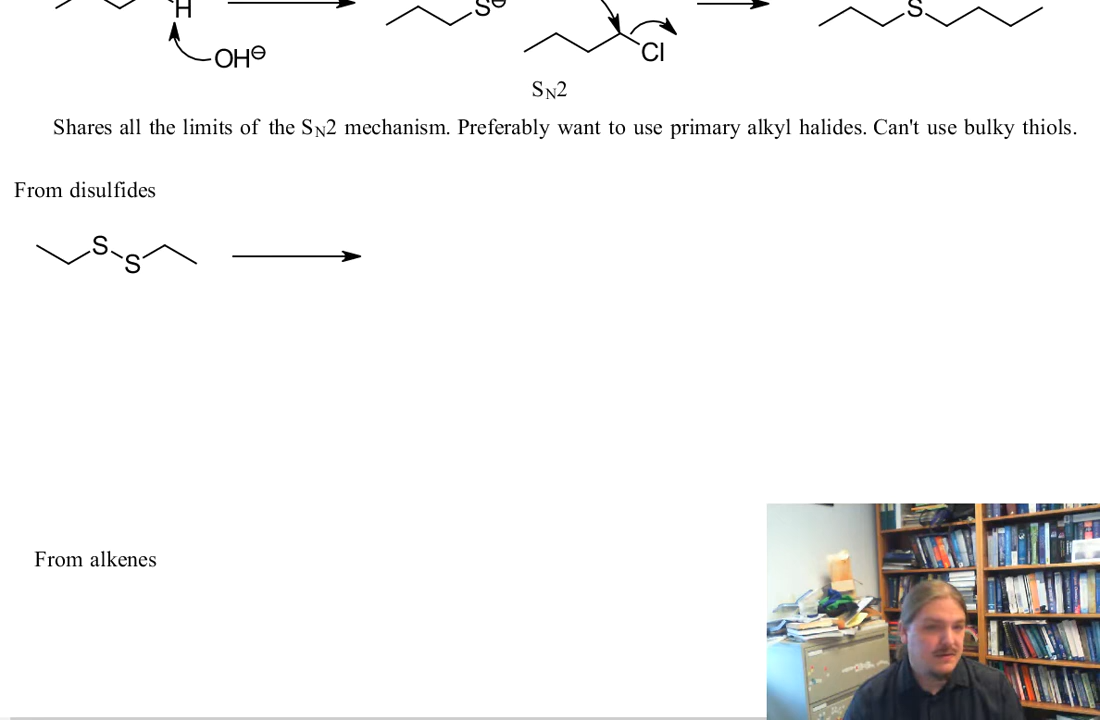 H
S⊖
S
OH⊖
Cl
SN2
Shares all the limits of the SN2 mechanism. Preferably want to use primary alkyl halides. Can't use bulky thiols.
From disulfides
S
S
From alkenes